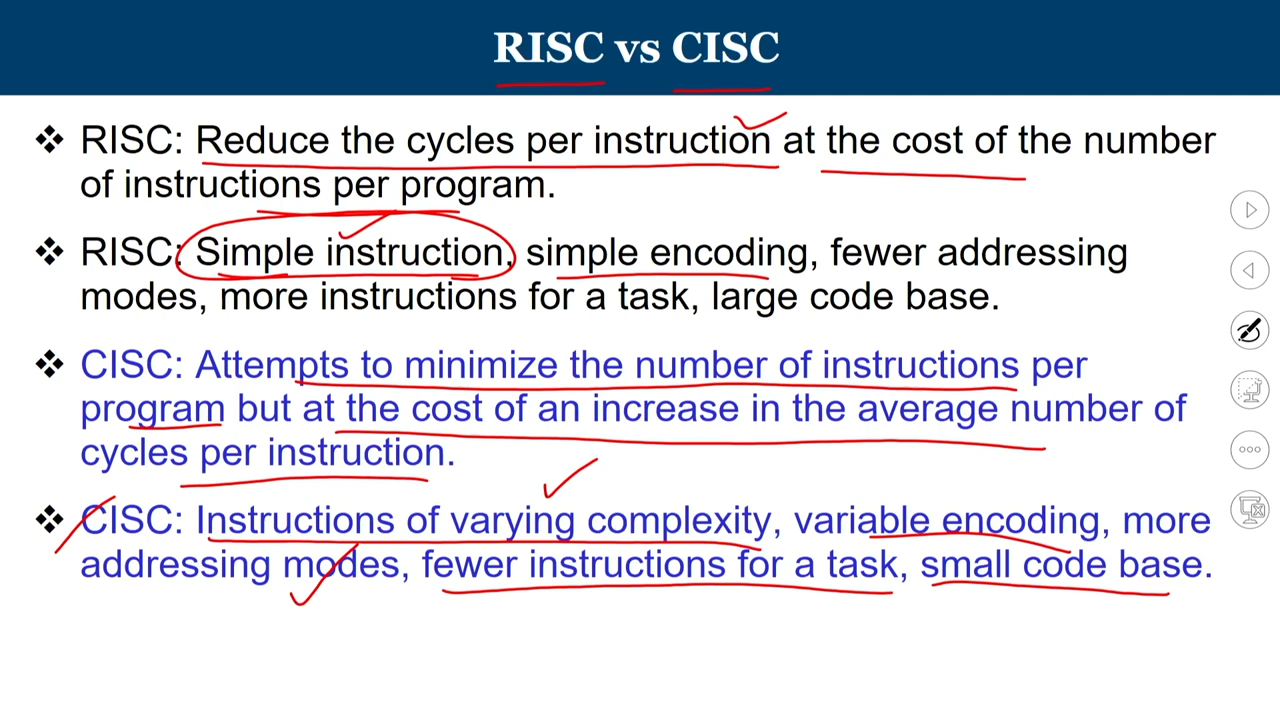 RISC vs CISC
❖ RISC: Reduce the cycles per instruction at the cost of the number
of instructions per program.
❖ RISC: Simple instruction, simple encoding, fewer addressing
modes, more instructions for a task, large code base.
❖ CISC: Attempts to minimize the number of instructions per
program but at the cost of an increase in the average number of
cycles per instruction.
❖ CISC: Instructions of varying complexity, variable encoding, more
addressing modes, fewer instructions for a task, small code base.